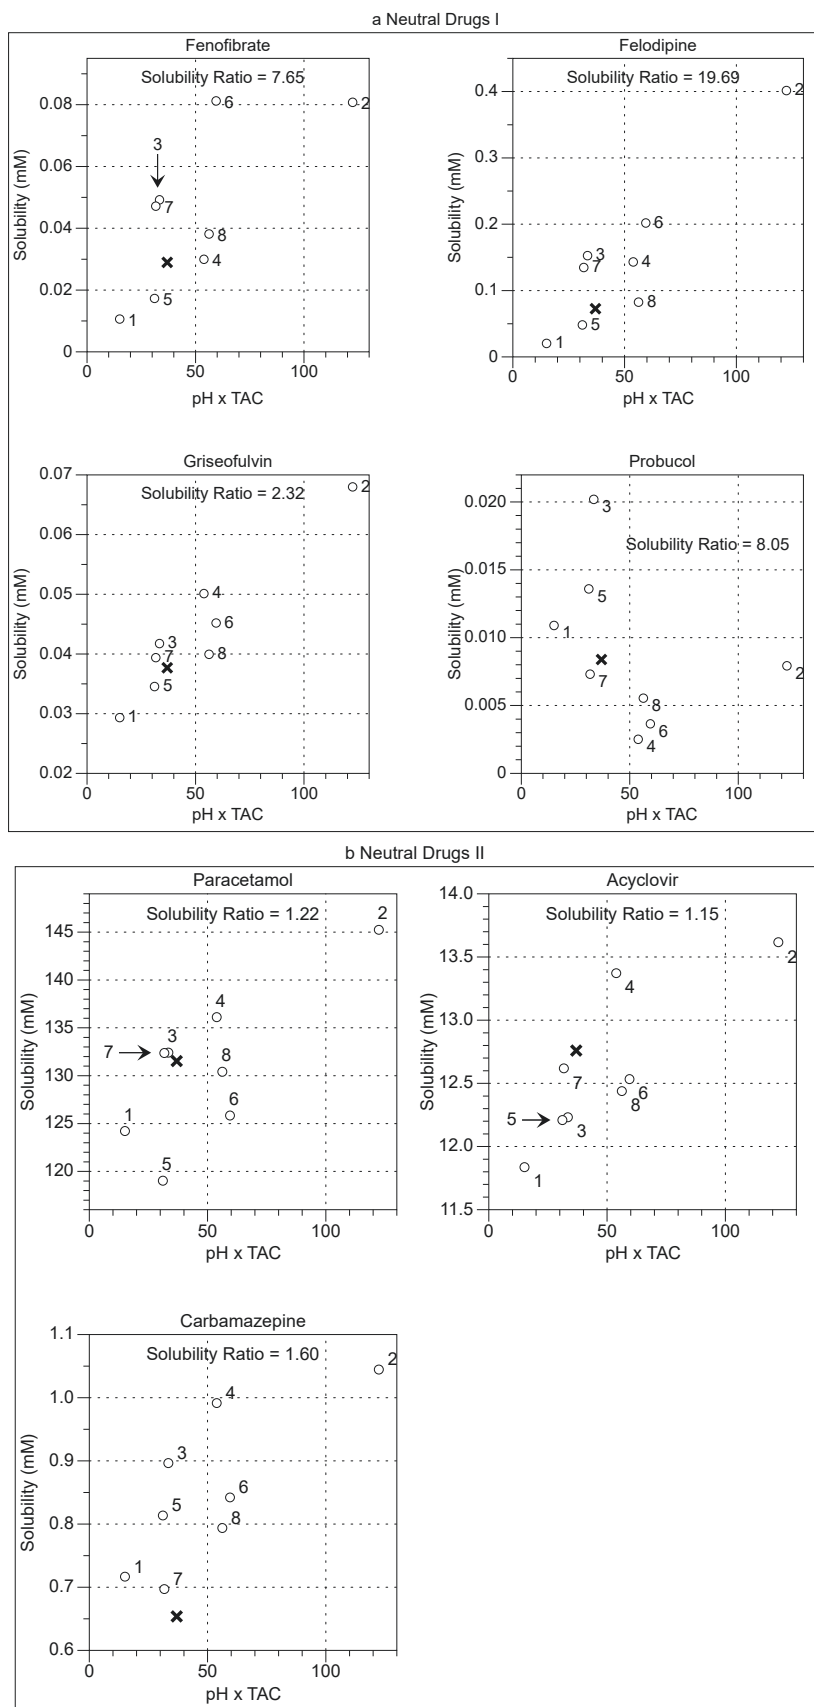 a Neutral Drugs I
Fenofibrate
Solubility Ratio = 7.65
Solubility (mM)
0.08
0.06
0.04
0.02
0
0 50 100
pH x TAC
1
2
3
4
5
6
7
8
Felodipine
Solubility Ratio = 19.69
Solubility (mM)
0.4
0.3
0.2
0.1
0
0 50 100
pH x TAC
1
2
3
4
5
6
7
8
Griseofulvin
Solubility Ratio = 2.32
Solubility (mM)
0.07
0.06
0.05
0.04
0.03
0.02
0 50 100
pH x TAC
1
2
3
4
5
6
7
8
Probucol
Solubility Ratio = 8.05
Solubility (mM)
0.020
0.015
0.010
0.005
0
0 50 100
pH x TAC
1
2
3
4
5
6
7
8
b Neutral Drugs II
Paracetamol
Solubility Ratio = 1.22
Solubility (mM)
145
140
135
130
125
120
0 50 100
pH x TAC
1
2
3
4
5
6
7
8
Acyclovir
Solubility Ratio = 1.15
Solubility (mM)
14.0
13.5
13.0
12.5
12.0
11.5
0 50 100
pH x TAC
1
2
3
4
5
6
7
8
Carbamazepine
Solubility Ratio = 1.60
Solubility (mM)
1.1
1.0
0.9
0.8
0.7
0.6
0 50 100
pH x TAC
1
2
3
4
5
6
7
8